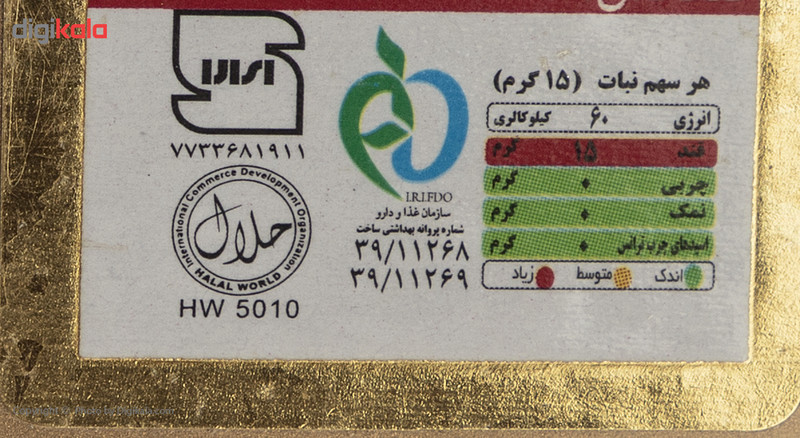 digikala
ایران
۷۷۳۳۶۸۱۹۱۱
International Commerce Development Organization
حلال
HALAL WORLD
HW 5010
I.R.I.FDO
سازمان غذا و دارو
شماره پروانه بهداشتی ساخت
۳۹/۱۱۲۶۸
۳۹/۱۱۲۶۹
هر سهم نبات (۱۵ گرم)
انرژی ۶۰ کیلوکالری
قند ۱۵ گرم
چربی ۰ گرم
نمک ۰ گرم
اسیدهای چرب ترانس ۰ گرم
اندک متوسط زیاد